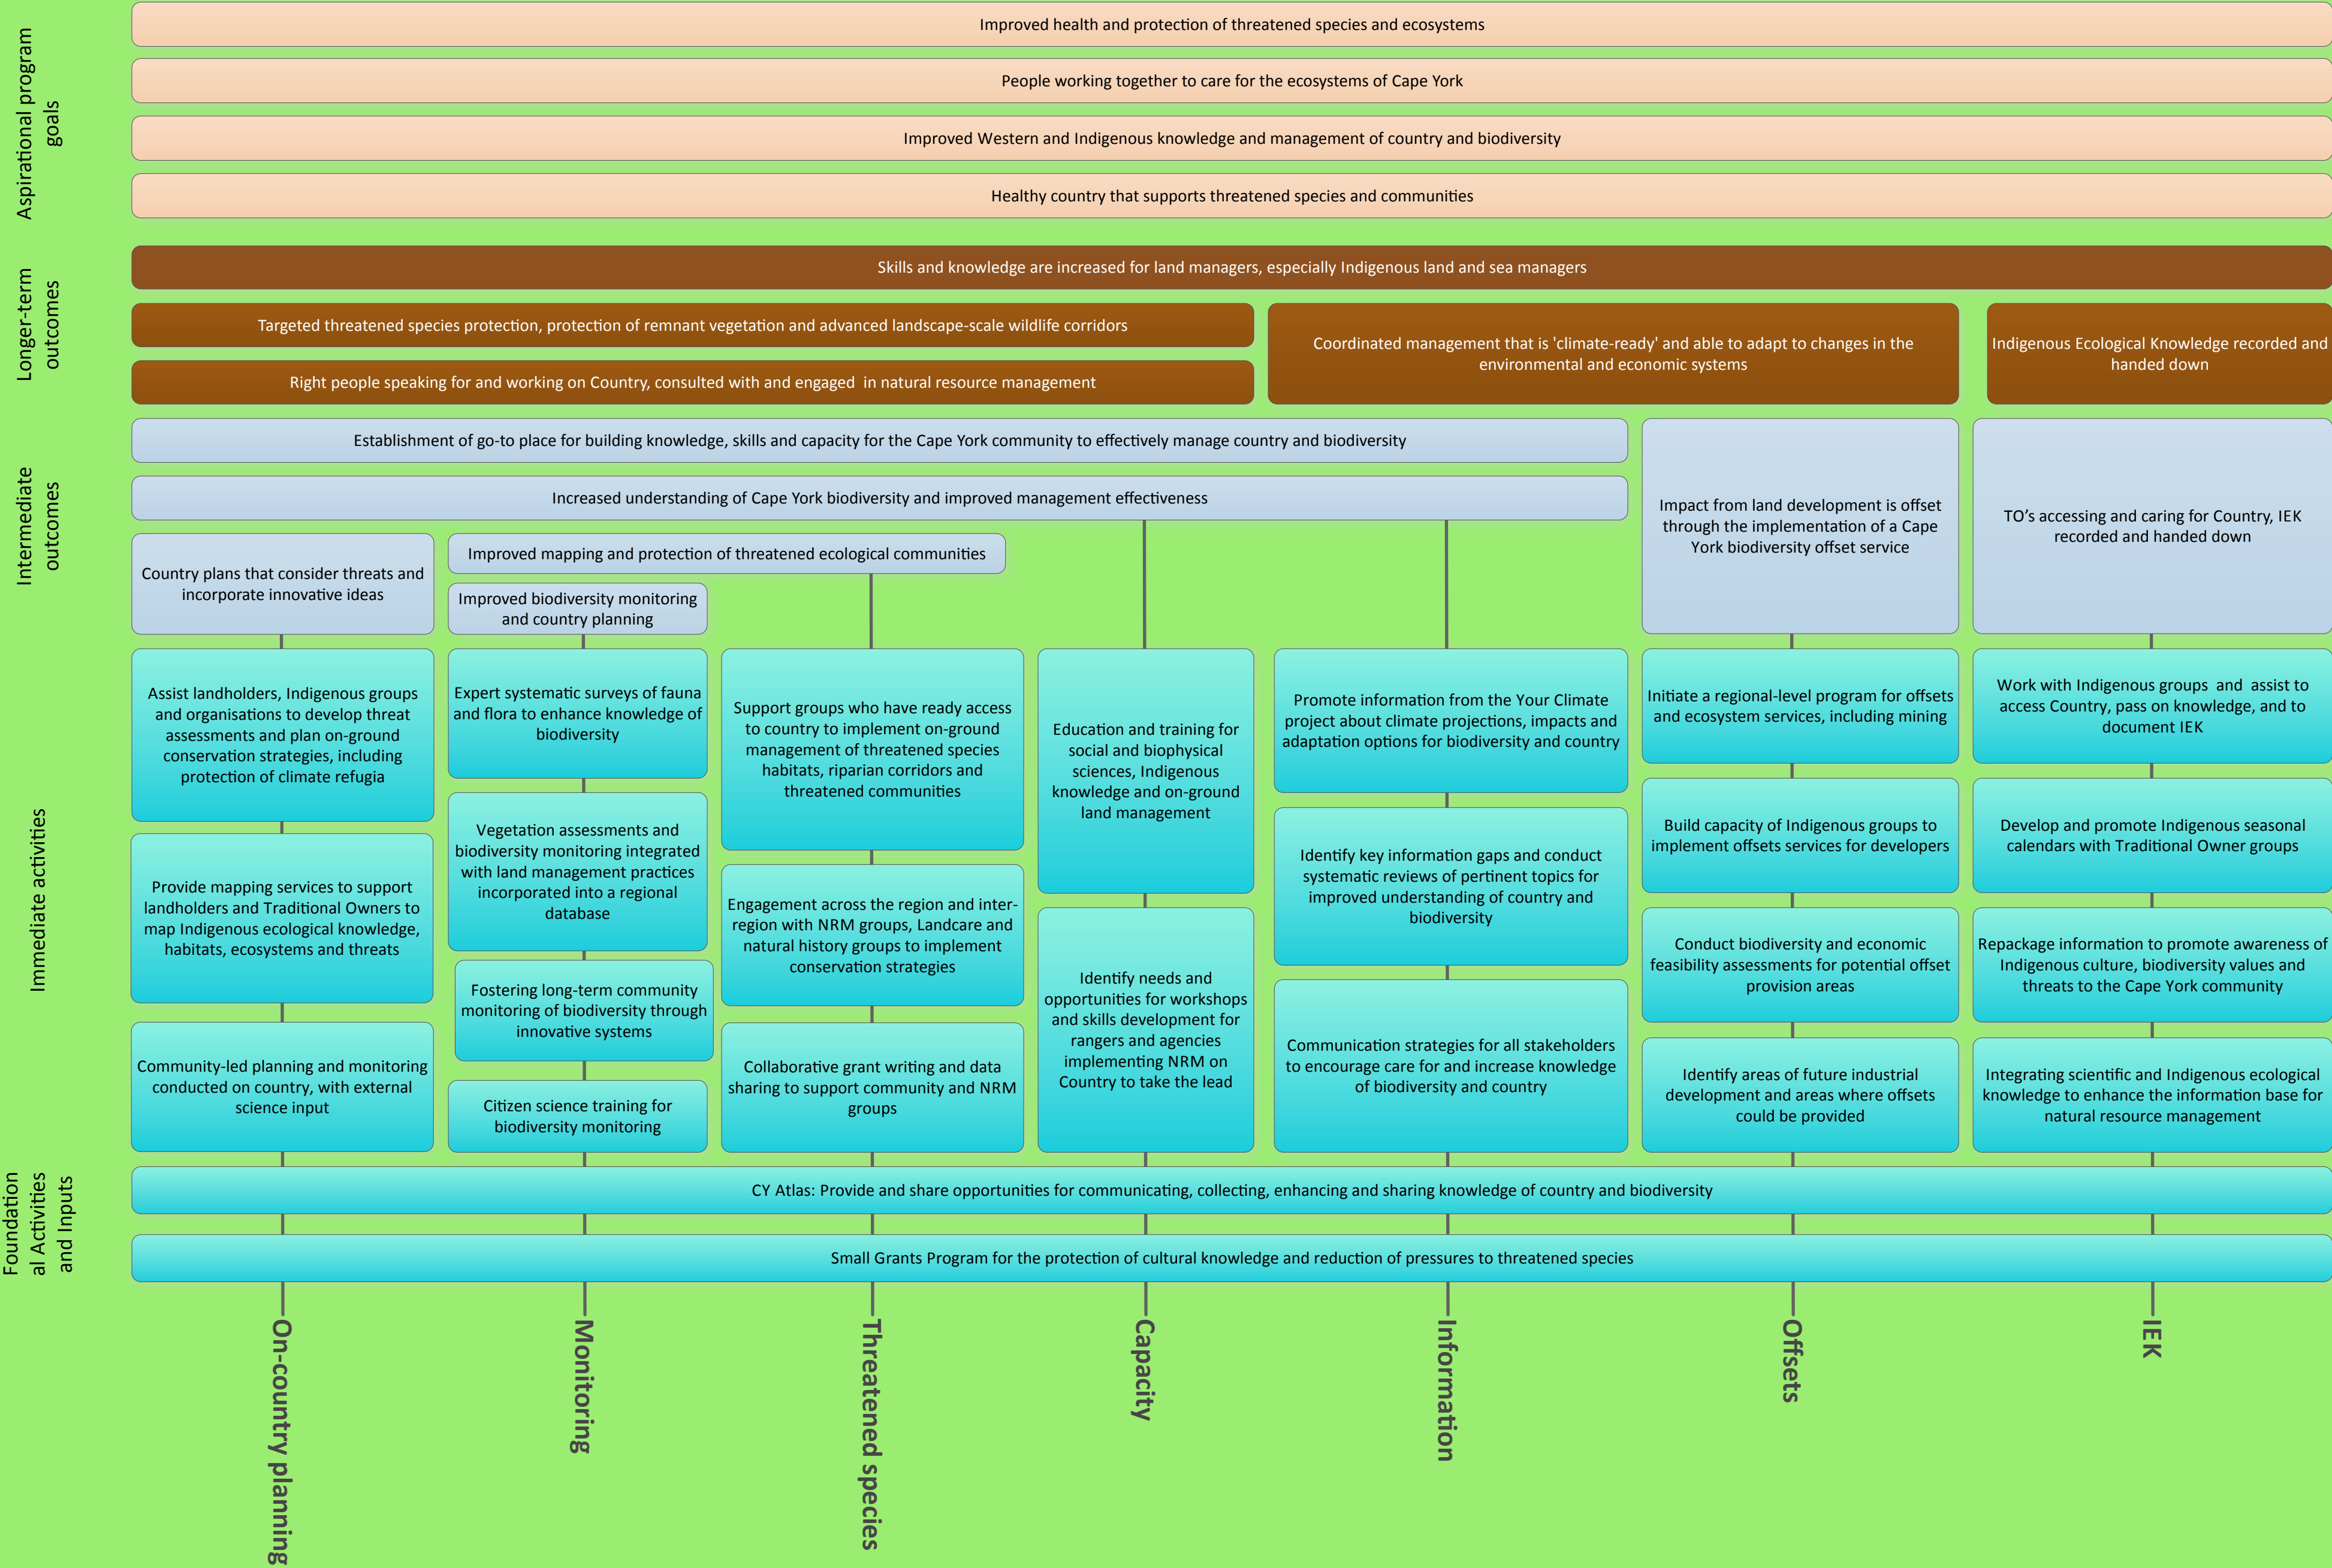 Aspirational program
goals
Improved health and protection of threatened species and ecosystems
People working together to care for the ecosystems of Cape York
Improved Western and Indigenous knowledge and management of country and biodiversity
Healthy country that supports threatened species and communities
Longer-term
outcomes
Skills and knowledge are increased for land managers, especially Indigenous land and sea managers
Targeted threatened species protection, protection of remnant vegetation and advanced landscape-scale wildlife corridors
Right people speaking for and working on Country, consulted with and engaged  in natural resource management
Coordinated management that is 'climate-ready' and able to adapt to changes in the
environmental and economic systems
Indigenous Ecological Knowledge recorded and
handed down
Intermediate
outcomes
Establishment of go-to place for building knowledge, skills and capacity for the Cape York community to effectively manage country and biodiversity
Increased understanding of Cape York biodiversity and improved management effectiveness
Country plans that consider threats and
incorporate innovative ideas
Improved mapping and protection of threatened ecological communities
Improved biodiversity monitoring
and country planning
Impact from land development is offset
through the implementation of a Cape
York biodiversity offset service
TO’s accessing and caring for Country, IEK
recorded and handed down
Immediate activities
Assist landholders, Indigenous groups
and organisations to develop threat
assessments and plan on-ground
conservation strategies, including
protection of climate refugia
Provide mapping services to support
landholders and Traditional Owners to
map Indigenous ecological knowledge,
habitats, ecosystems and threats
Community-led planning and monitoring
conducted on country, with external
science input
Expert systematic surveys of fauna
and flora to enhance knowledge of
biodiversity
Vegetation assessments and
biodiversity monitoring integrated
with land management practices
incorporated into a regional
database
Fostering long-term community
monitoring of biodiversity through
innovative systems
Citizen science training for
biodiversity monitoring
Support groups who have ready access
to country to implement on-ground
management of threatened species
habitats, riparian corridors and
threatened communities
Engagement across the region and inter-
region with NRM groups, Landcare and
natural history groups to implement
conservation strategies
Collaborative grant writing and data
sharing to support community and NRM
groups
Education and training for
social and biophysical
sciences, Indigenous
knowledge and on-ground
land management
Identify needs and
opportunities for workshops
and skills development for
rangers and agencies
implementing NRM on
Country to take the lead
Promote information from the Your Climate
project about climate projections, impacts and
adaptation options for biodiversity and country
Identify key information gaps and conduct
systematic reviews of pertinent topics for
improved understanding of country and
biodiversity
Communication strategies for all stakeholders
to encourage care for and increase knowledge
of biodiversity and country
Initiate a regional-level program for offsets
and ecosystem services, including mining
Build capacity of Indigenous groups to
implement offsets services for developers
Conduct biodiversity and economic
feasibility assessments for potential offset
provision areas
Identify areas of future industrial
development and areas where offsets
could be provided
Work with Indigenous groups  and  assist to
access Country, pass on knowledge, and to
document IEK
Develop and promote Indigenous seasonal
calendars with Traditional Owner groups
Repackage information to promote awareness of
Indigenous culture, biodiversity values and
threats to the Cape York community
Integrating scientific and Indigenous ecological
knowledge to enhance the information base for
natural resource management
Foundation
al Activities
and Inputs
CY Atlas: Provide and share opportunities for communicating, collecting, enhancing and sharing knowledge of country and biodiversity
Small Grants Program for the protection of cultural knowledge and reduction of pressures to threatened species
On-country planning
Monitoring
Threatened species
Capacity
Information
Offsets
IEK